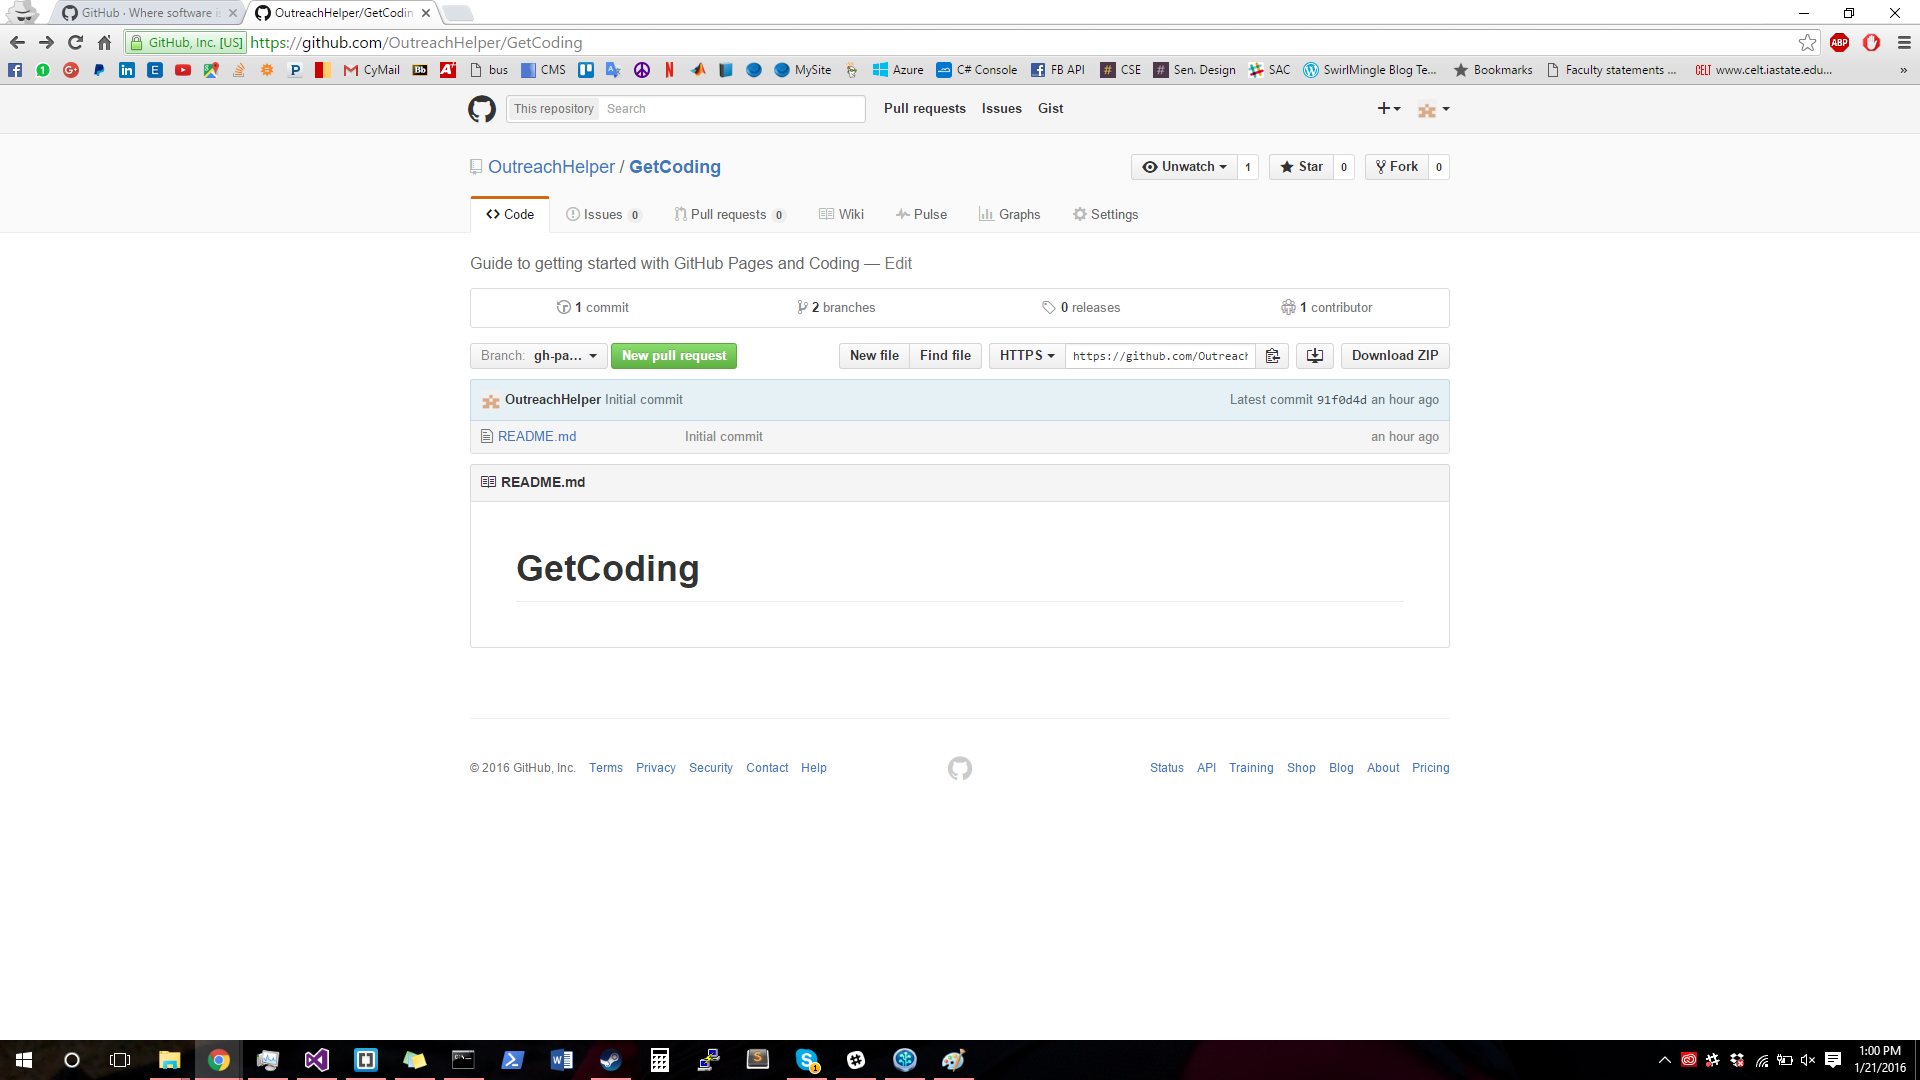 GitHub · Where software i
OutreachHelper/GetCodin
GitHub, Inc. [US] https://github.com/OutreachHelper/GetCoding
ABP
CyMail Bb bus CMS MySite Azure C# Console FB API CSE Sen. Design SAC SwirlMingle Blog Te... Bookmarks Faculty statements ... CELT www.celt.iastate.edu... »
This repository Search Pull requests Issues Gist
OutreachHelper / GetCoding
Unwatch 1 Star 0 Fork 0
Code Issues 0 Pull requests 0 Wiki Pulse Graphs Settings
Guide to getting started with GitHub Pages and Coding — Edit
1 commit 2 branches 0 releases 1 contributor
Branch: gh-pa... New pull request New file Find file HTTPS https://github.com/Outreach Download ZIP
OutreachHelper Initial commit Latest commit 91f0d4d an hour ago
README.md Initial commit an hour ago
README.md
GetCoding
© 2016 GitHub, Inc. Terms Privacy Security Contact Help Status API Training Shop Blog About Pricing
1:00 PM
1/21/2016